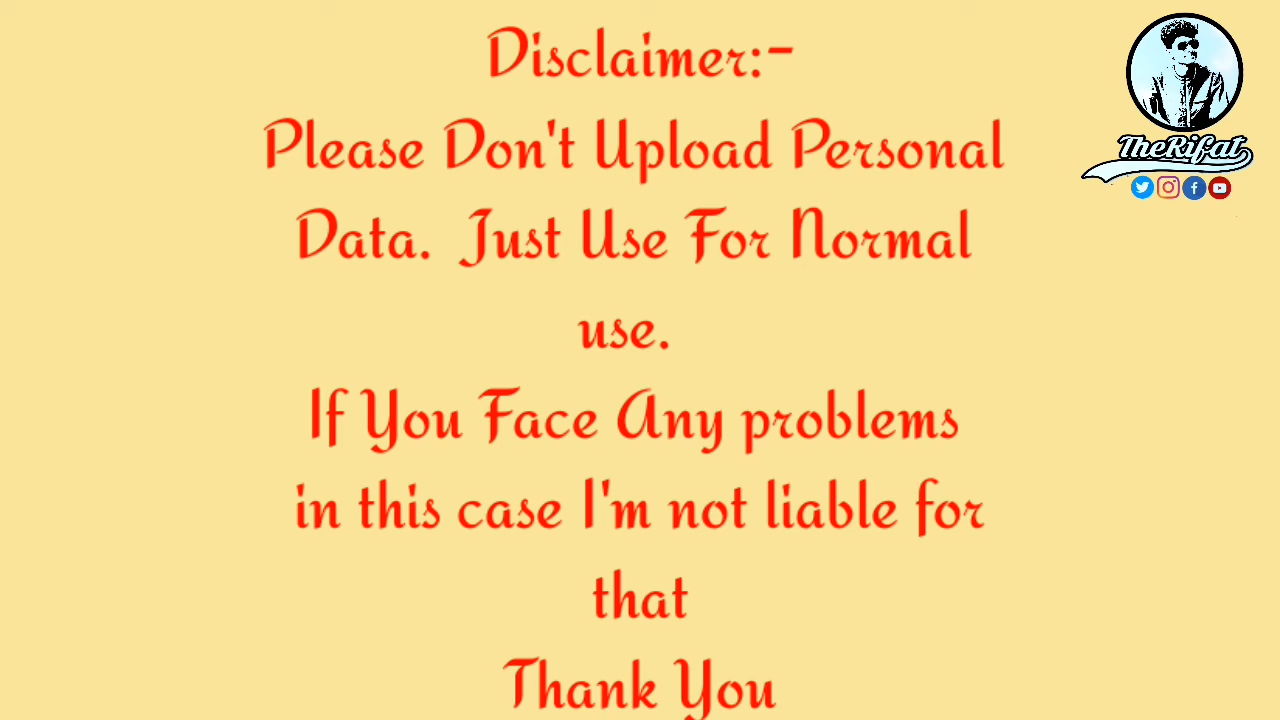 Disclaimer:-
Please Don't Upload Personal
Data. Just Use For Normal
use.
If You Face Any problems
in this case I'm not liable for
that
Thank You
TheRifat